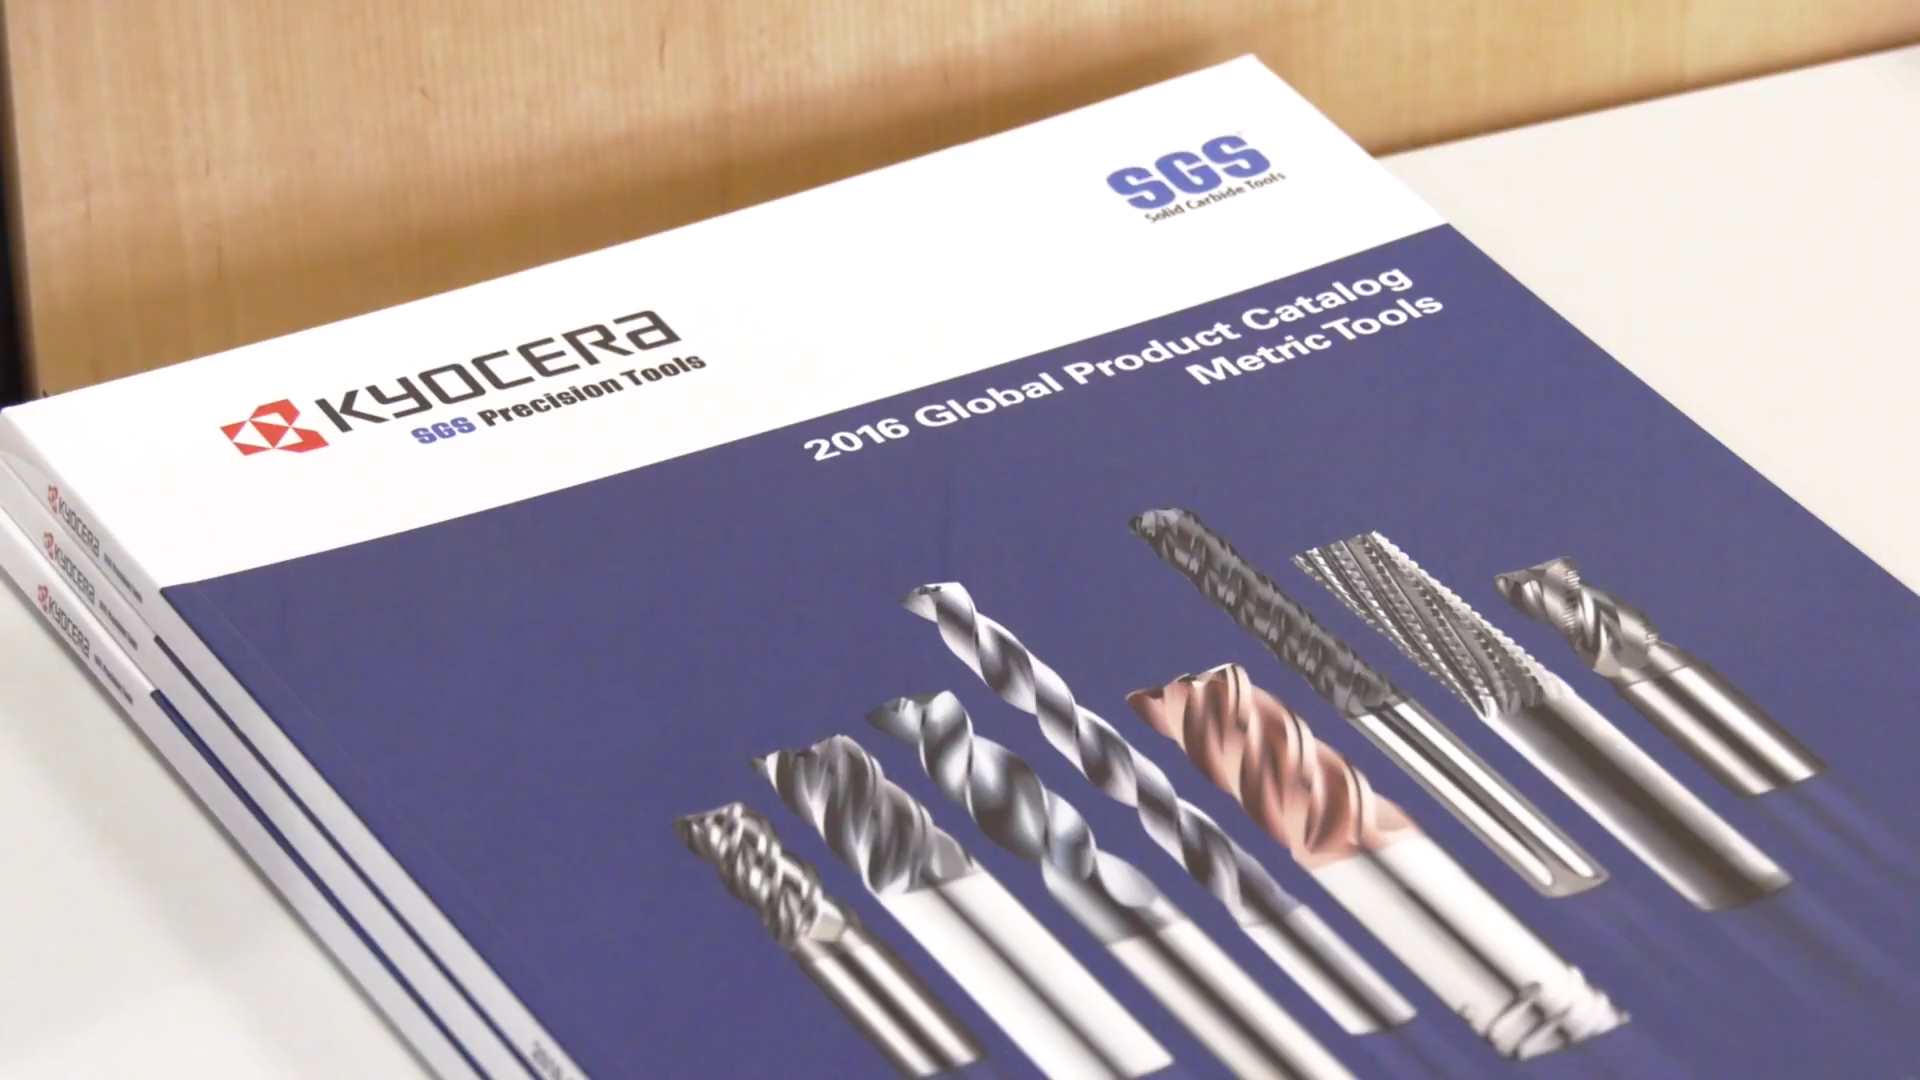 SGS
Solid Carbide Tools
KYOCERa
SGS Precision Tools
2016 Global Product Catalog
Metric Tools
KYOCERa
KYOCERa
KYOCERa